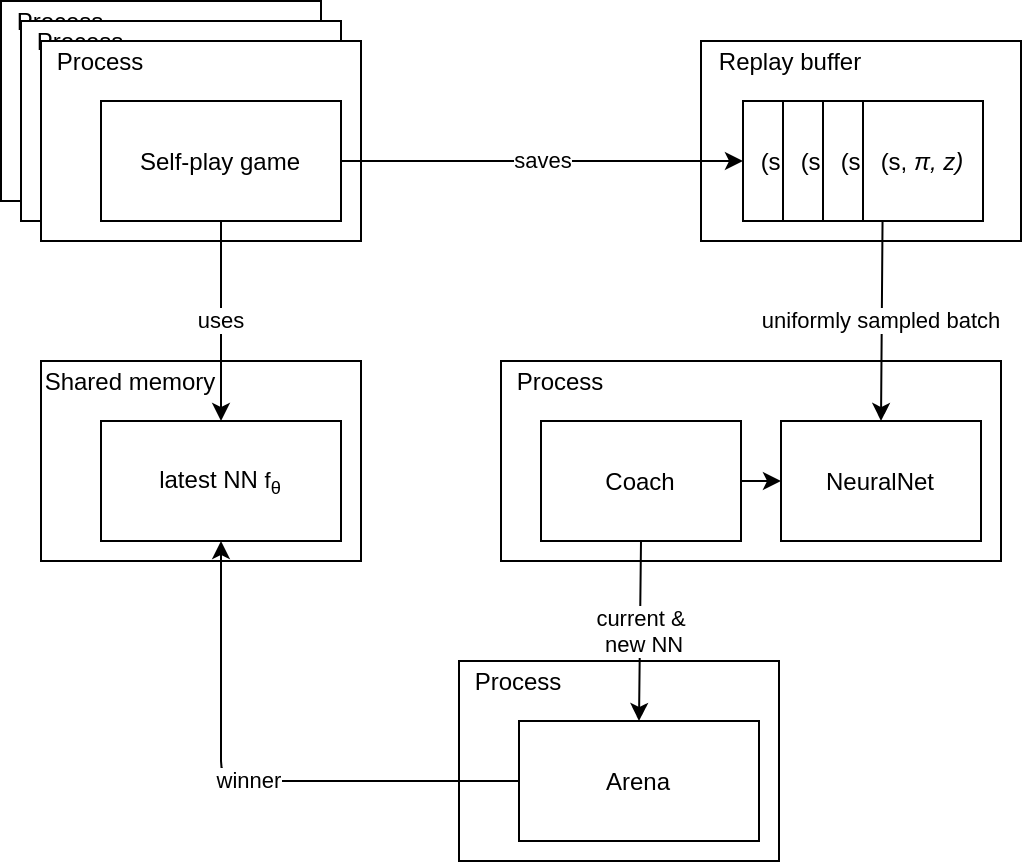 Process
Process
Process
Self-play game
saves
Replay buffer
(s
(s
(s
(s, π, z)
uses
uniformly sampled batch
Shared memory
latest NN fθ
Process
Coach
NeuralNet
current &
new NN
Process
Arena
winner